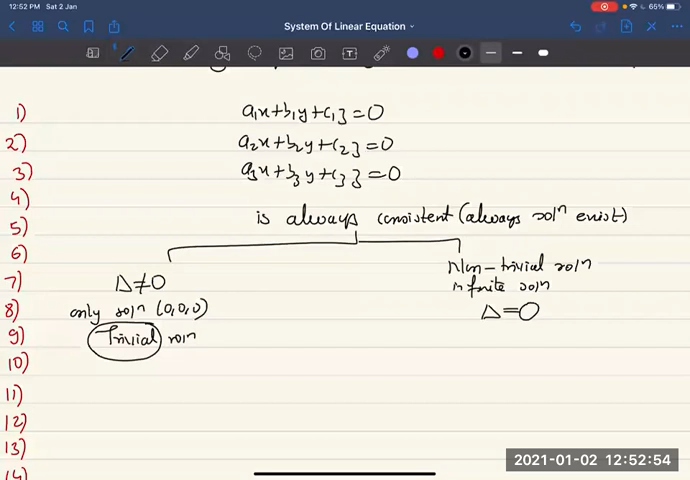 12:52 PM Sat 2 Jan
65%
System Of Linear Equation
1) a₁x+b₁y+c₁z=0
2) a₂x+b₂y+c₂z=0
3) a₃x+b₃y+c₃z=0
4)
5) is always consistent (always solⁿ exist)
6)
Non-trivial solⁿ
7) Δ≠0
infinite solⁿ
8) only solⁿ (0,0,0) Δ=0
9) Trivial solⁿ
10)
11)
12)
13)
14)
2021-01-02 12:52:54